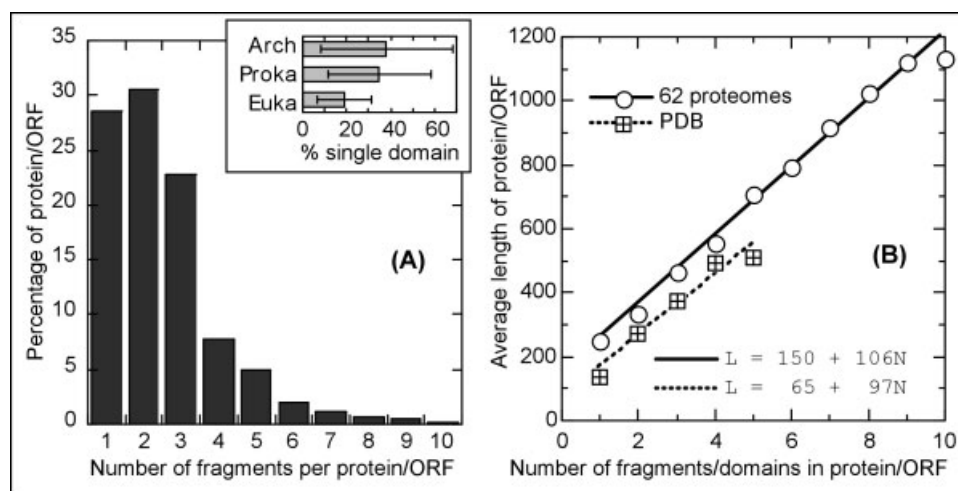 Arch
Proka
Euka
0 20 40 60
% single domain
35
30
25
20
15
10
5
0
Percentage of protein/ORF
(A)
1 2 3 4 5 6 7 8 9 10
Number of fragments per protein/ORF
1200
1000
800
600
400
200
0
Average length of protein/ORF
62 proteomes
PDB
(B)
L = 150 + 106N
L = 65 + 97N
0 2 4 6 8 10
Number of fragments/domains in protein/ORF